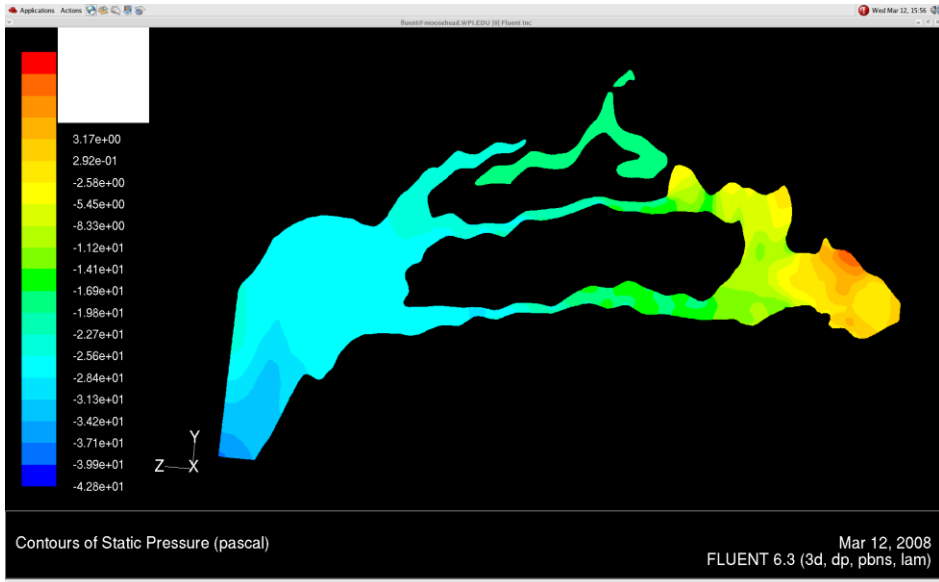 Applications Actions
Wed Mar 12, 15:56
fluent@moosehead.WPI.EDU [0] Fluent Inc
3.17e+00
2.92e-01
-2.58e+00
-5.45e+00
-8.33e+00
-1.12e+01
-1.41e+01
-1.69e+01
-1.98e+01
-2.27e+01
-2.56e+01
-2.84e+01
-3.13e+01
-3.42e+01
-3.71e+01
-3.99e+01
-4.28e+01
Y
Z
X
Contours of Static Pressure (pascal)
Mar 12, 2008
FLUENT 6.3 (3d, dp, pbns, lam)